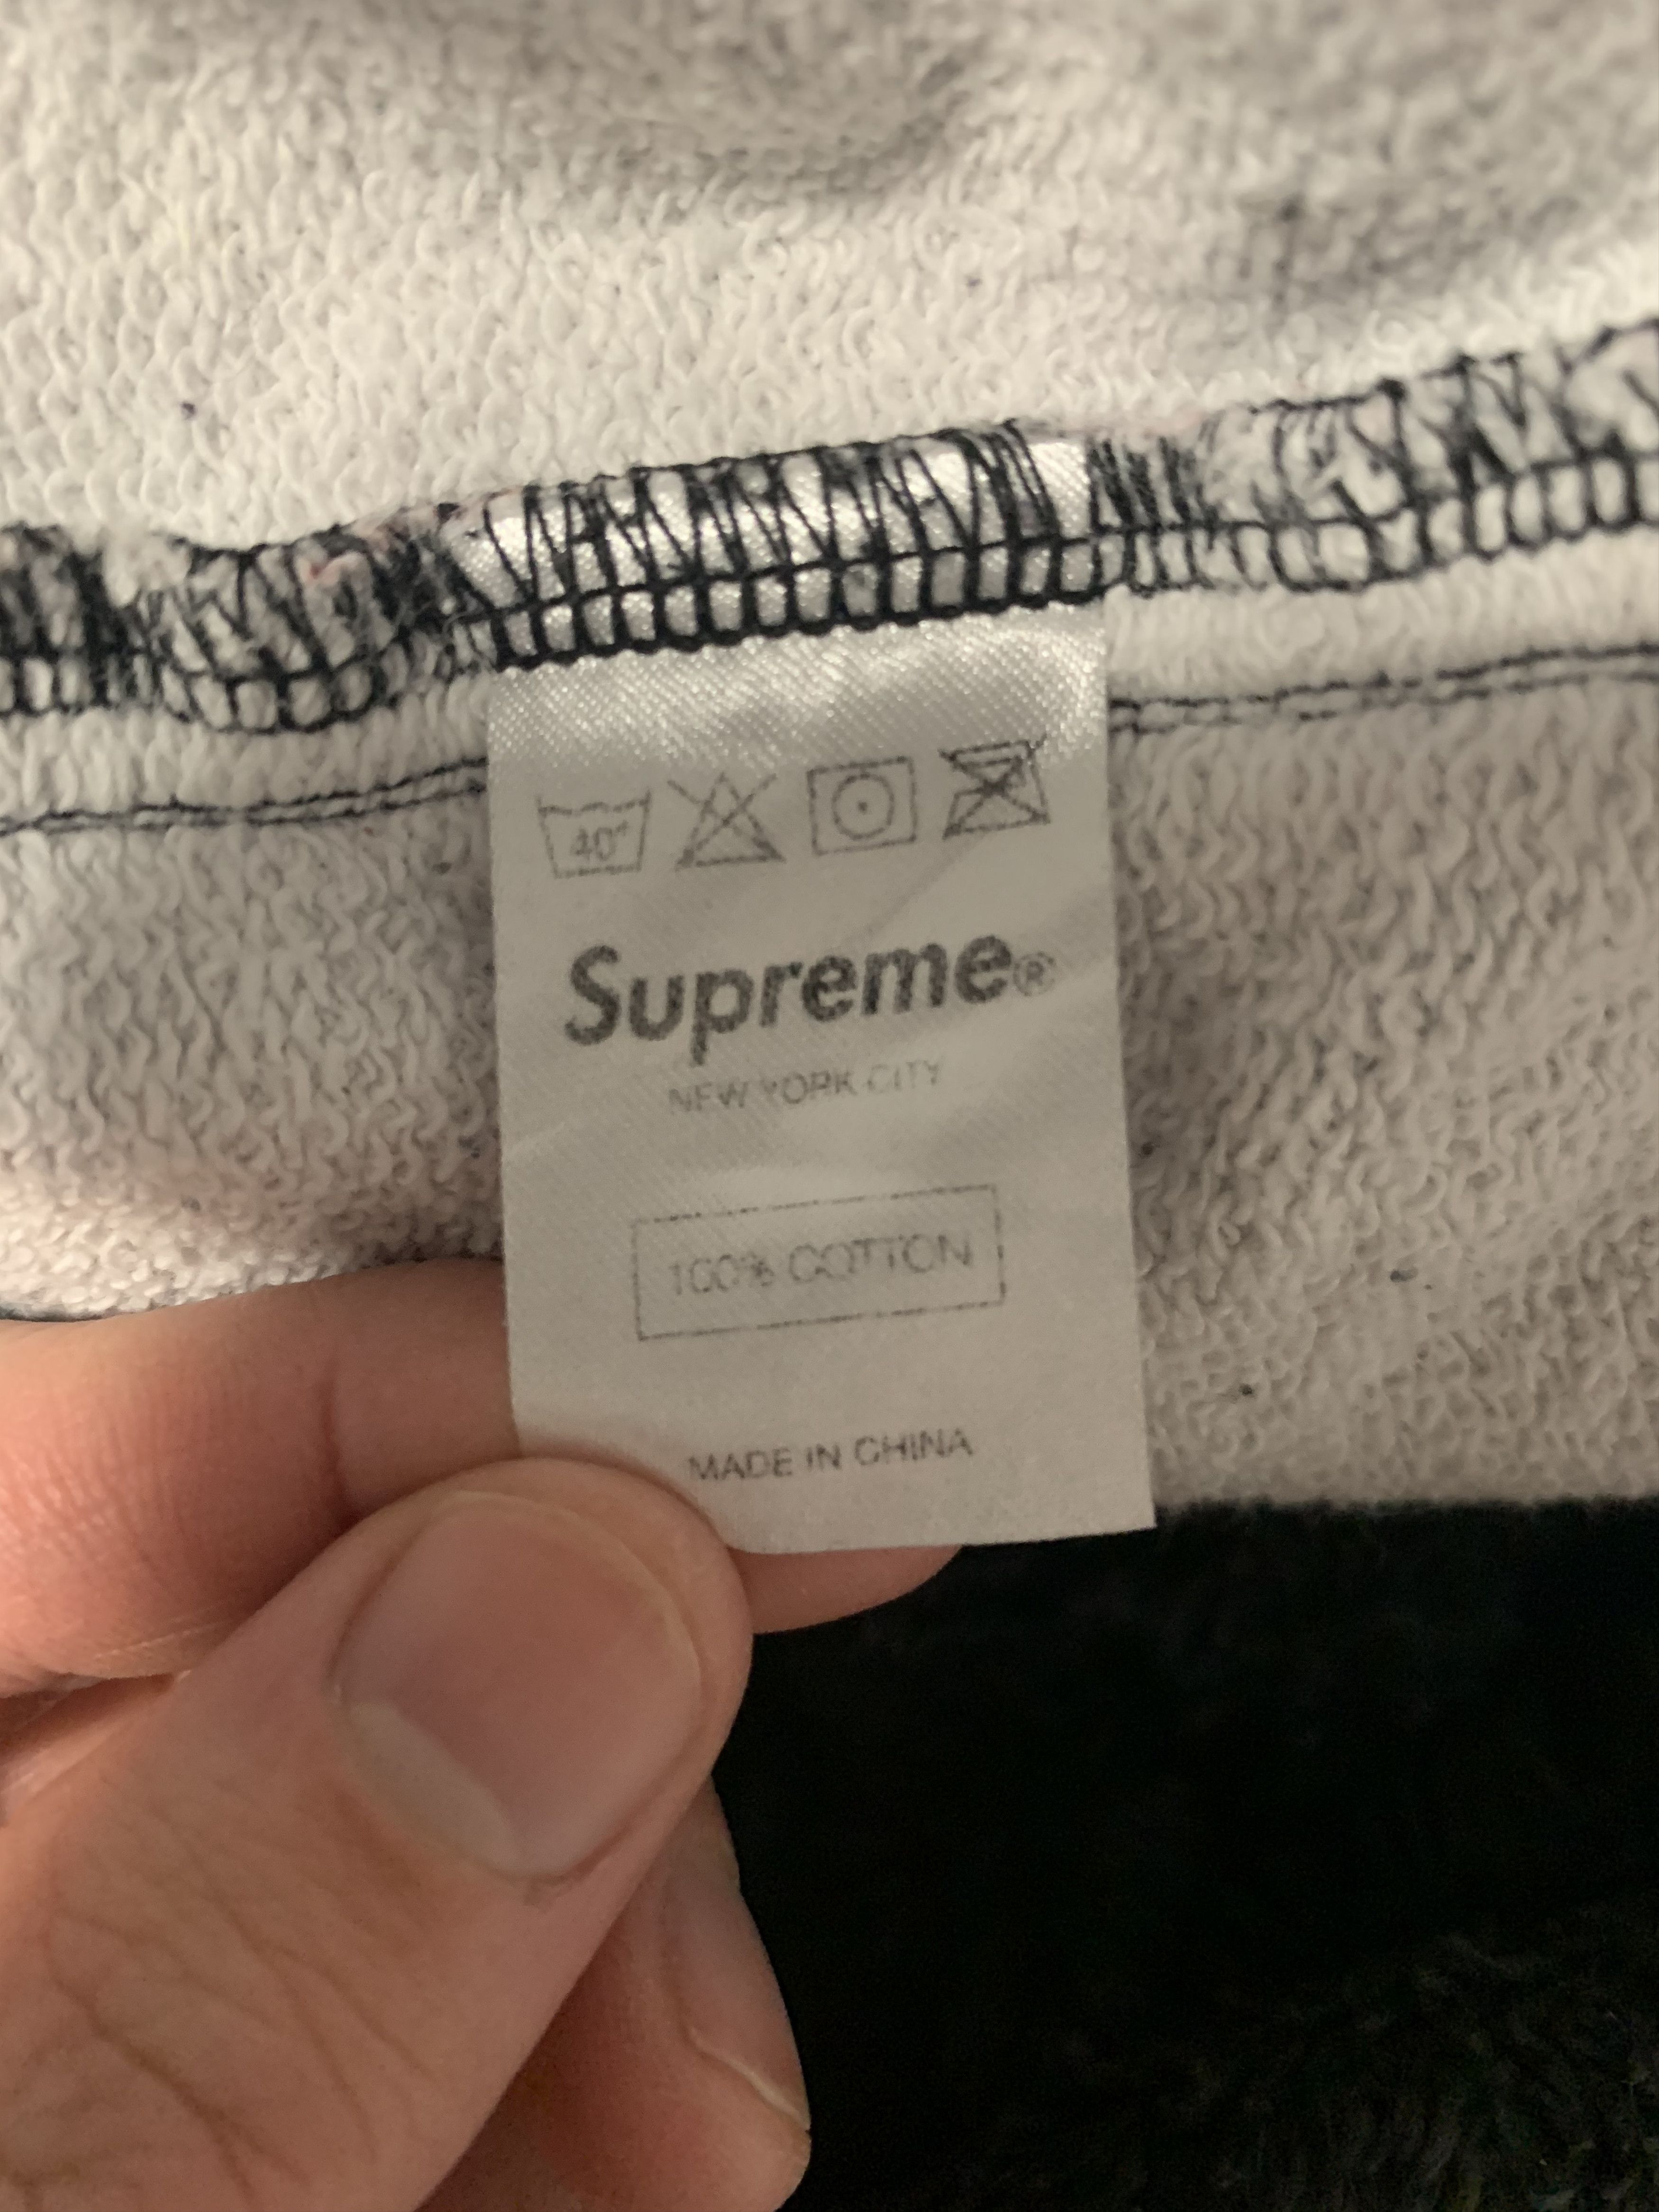 40°
Supreme®
NEW YORK CITY
100% COTTON
MADE IN CHINA